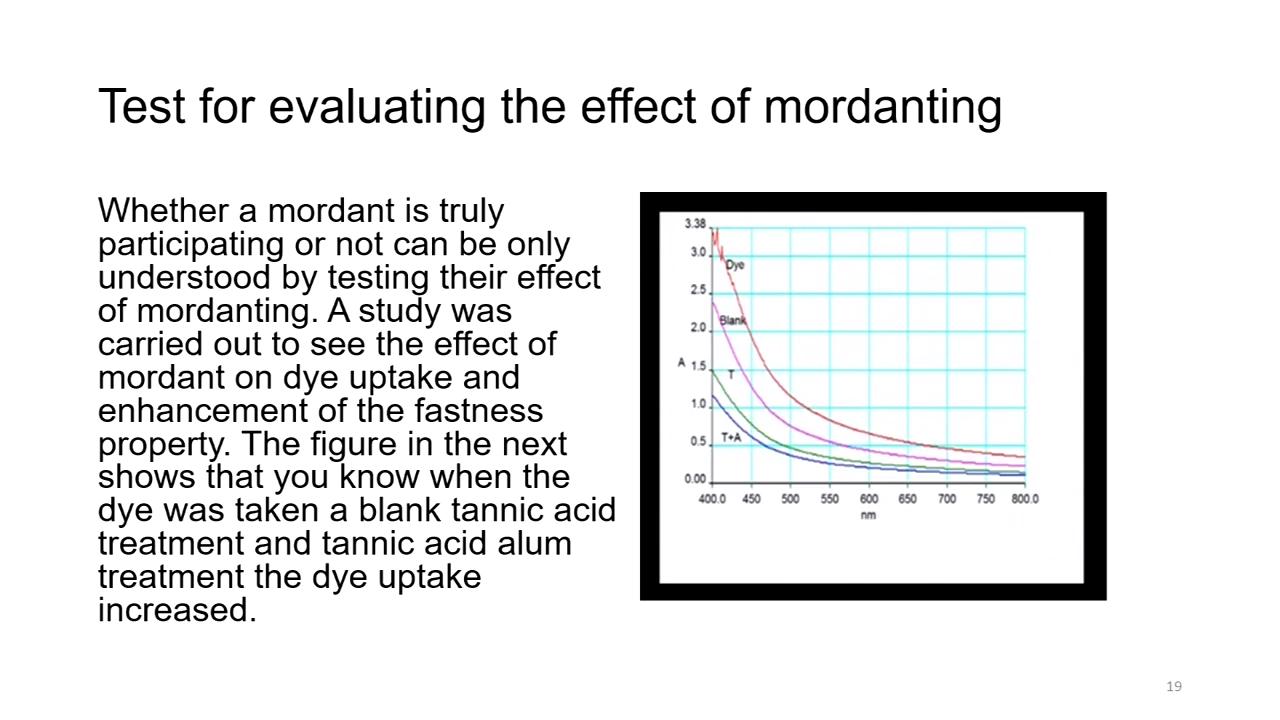 Test for evaluating the effect of mordanting
Whether a mordant is truly
participating or not can be only
understood by testing their effect
of mordanting. A study was
carried out to see the effect of
mordant on dye uptake and
enhancement of the fastness
property. The figure in the next
shows that you know when the
dye was taken a blank tannic acid
treatment and tannic acid alum
treatment the dye uptake
increased.
3.38
3.0
Dye
2.5
Blank
2.0
A
1.5
T
1.0
T+A
0.5
0.00
400.0 450 500 550 600 650 700 750 800.0
nm
19